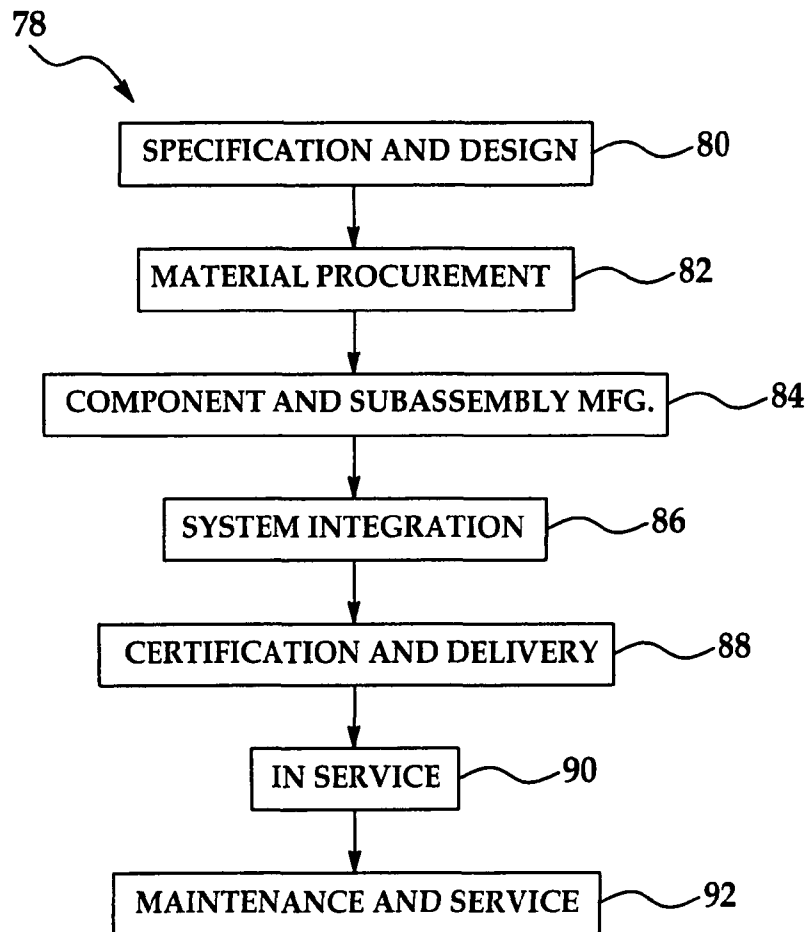 78
SPECIFICATION AND DESIGN 80
MATERIAL PROCUREMENT 82
COMPONENT AND SUBASSEMBLY MFG. 84
SYSTEM INTEGRATION 86
CERTIFICATION AND DELIVERY 88
IN SERVICE 90
MAINTENANCE AND SERVICE 92